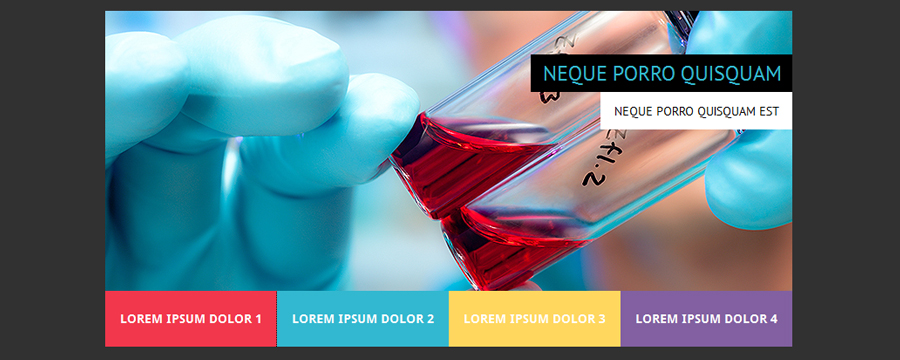 NEQUE PORRO QUISQUAM
NEQUE PORRO QUISQUAM EST
LOREM IPSUM DOLOR 1
LOREM IPSUM DOLOR 2
LOREM IPSUM DOLOR 3
LOREM IPSUM DOLOR 4